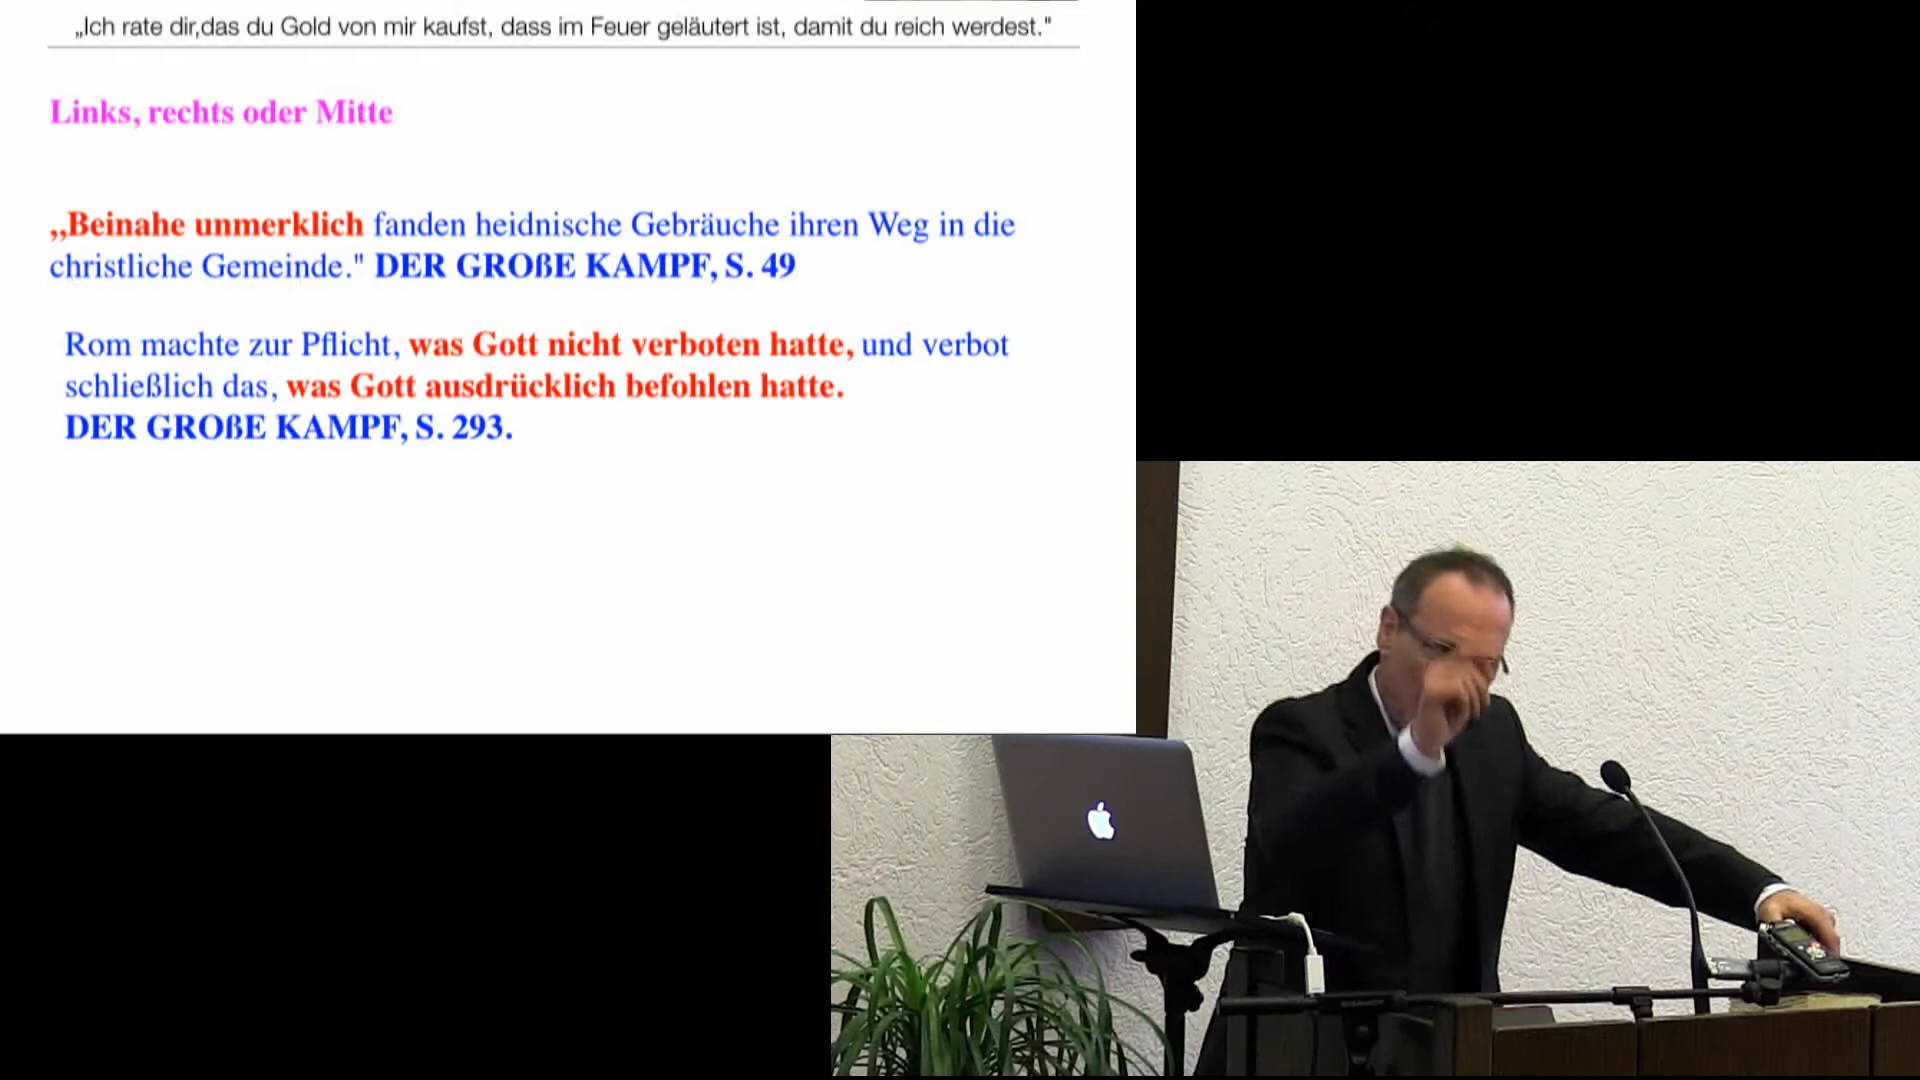 „Ich rate dir,das du Gold von mir kaufst, dass im Feuer geläutert ist, damit du reich werdest."
Links, rechts oder Mitte
„Beinahe unmerklich fanden heidnische Gebräuche ihren Weg in die
christliche Gemeinde." DER GROßE KAMPF, S. 49
Rom machte zur Pflicht, was Gott nicht verboten hatte, und verbot
schließlich das, was Gott ausdrücklich befohlen hatte.
DER GROßE KAMPF, S. 293.